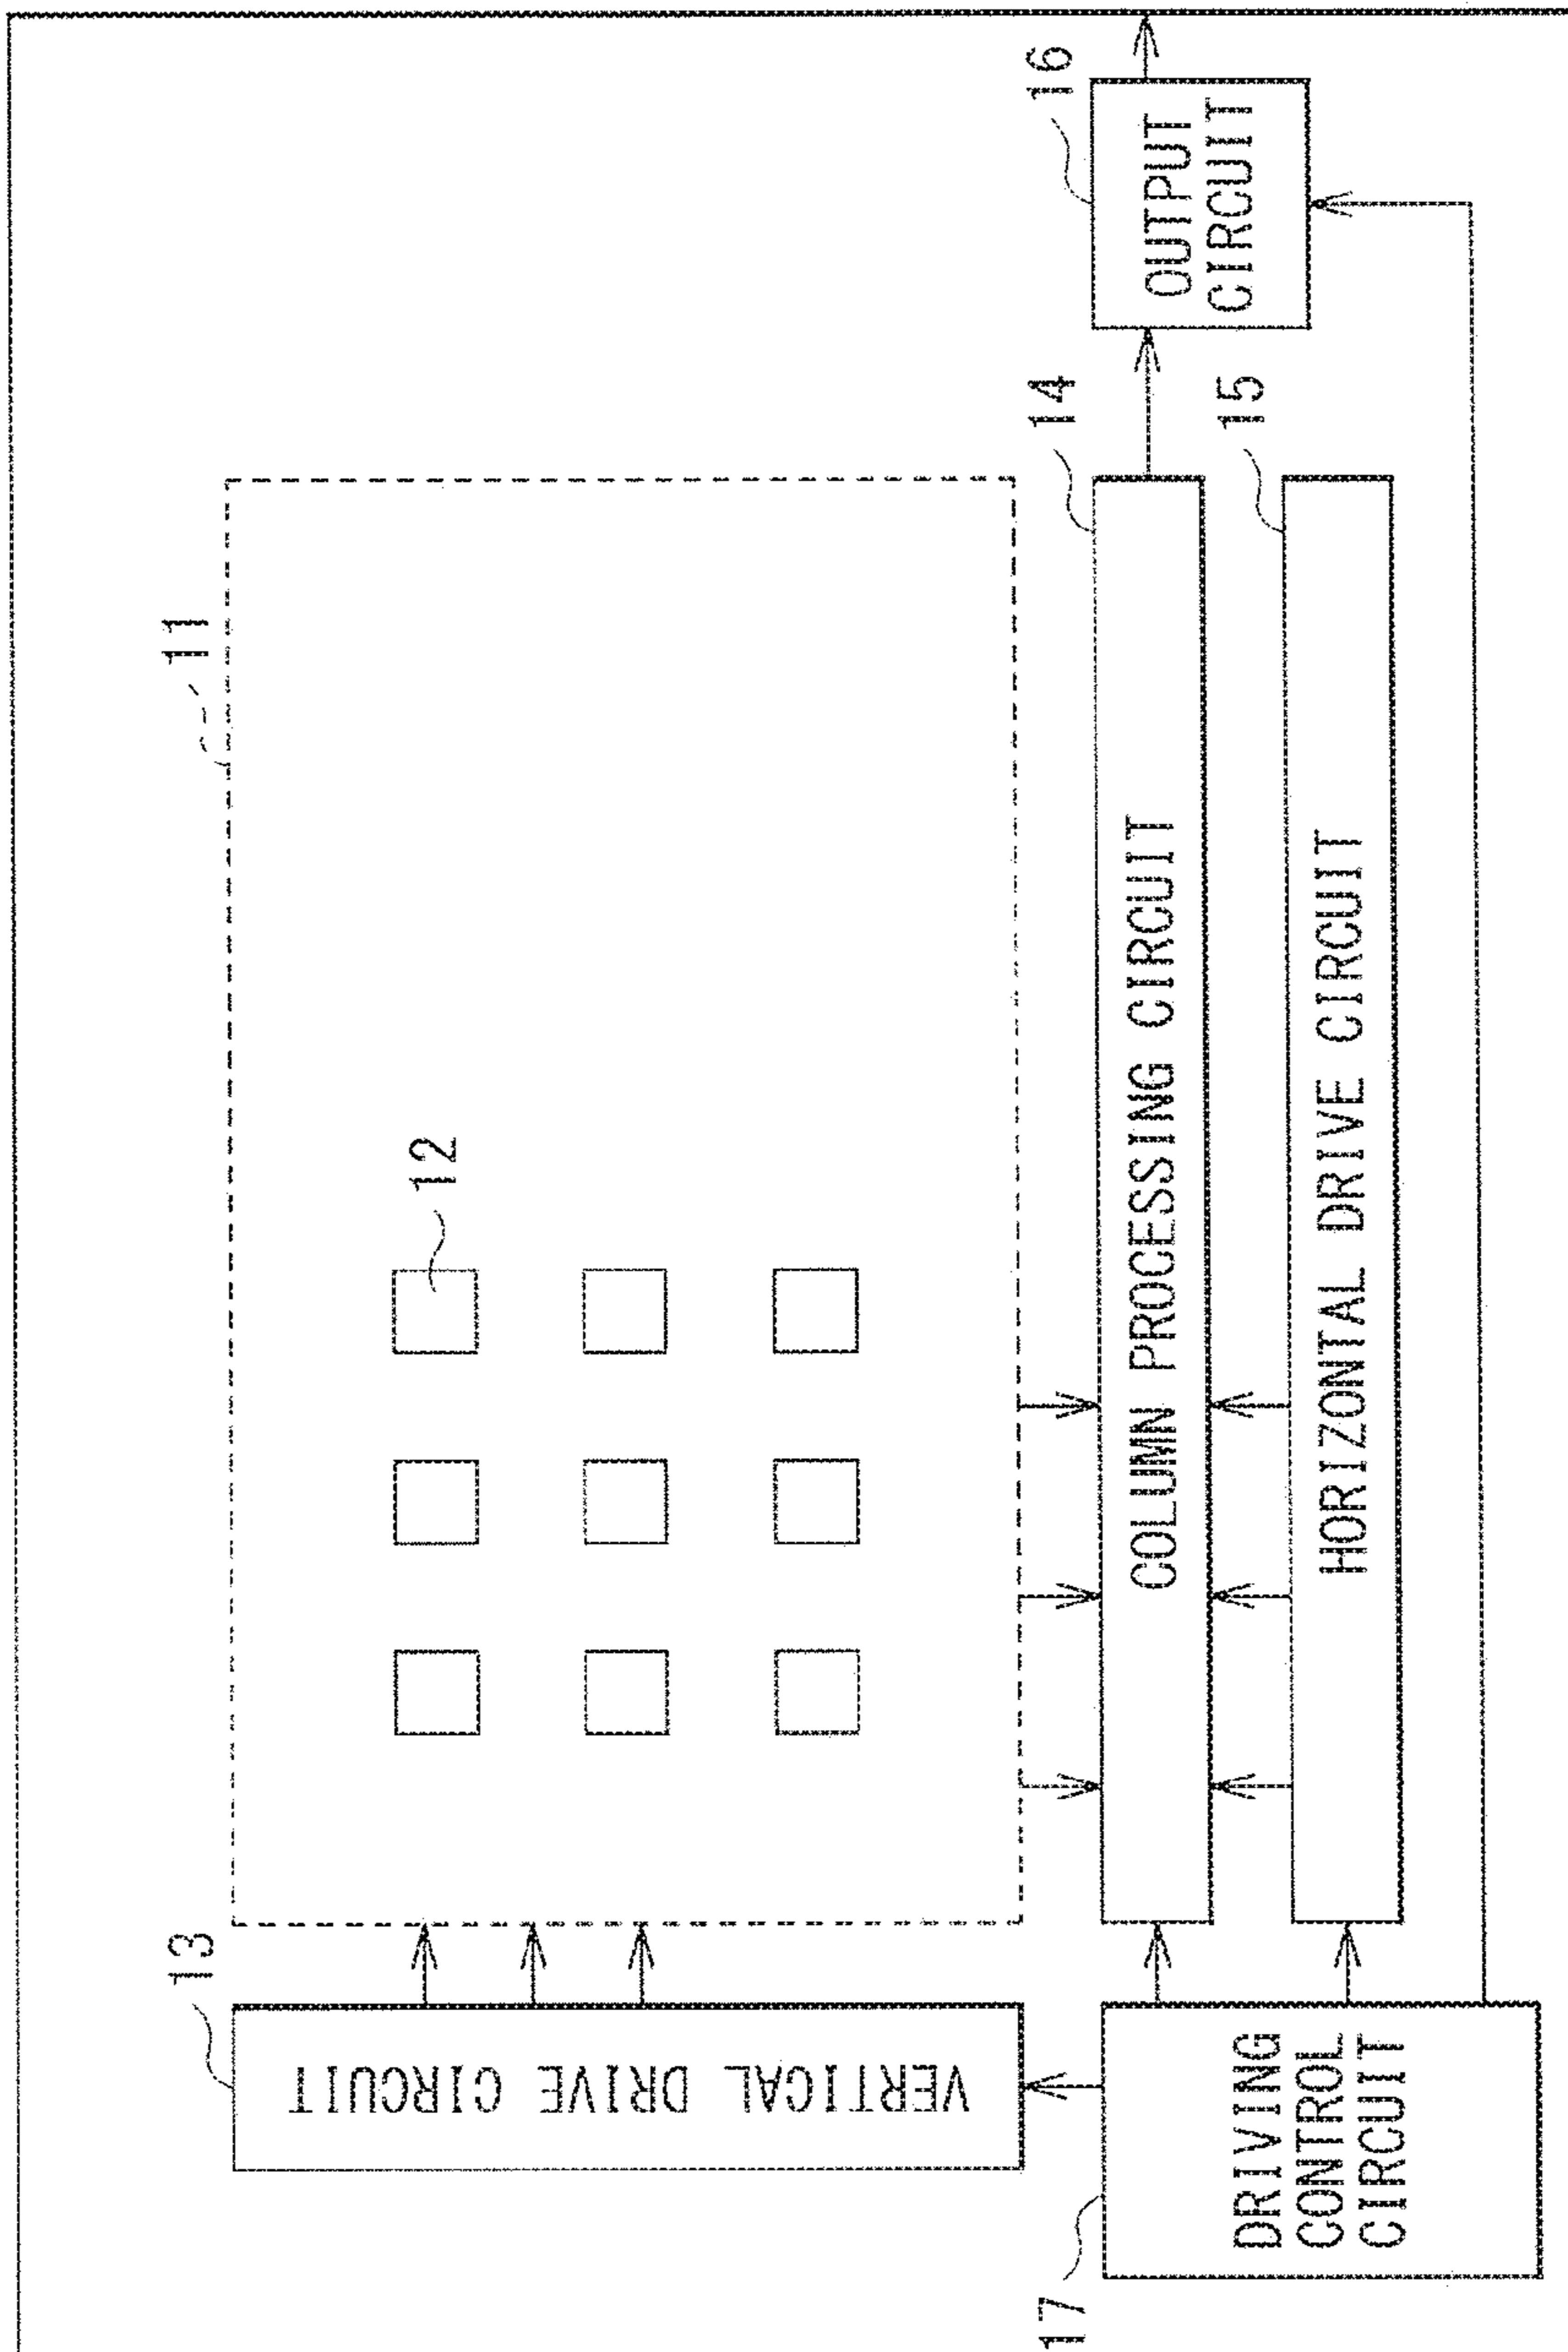 11
12
13
VERTICAL DRIVE CIRCUIT
14
COLUMN PROCESSING CIRCUIT
15
HORIZONTAL DRIVE CIRCUIT
16
OUTPUT
CIRCUIT
17
DRIVING
CONTROL
CIRCUIT